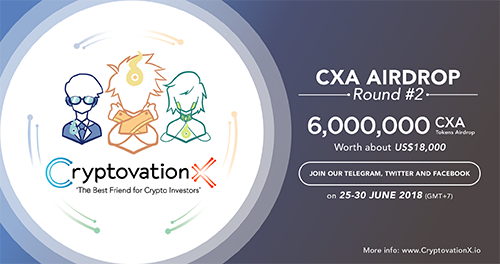 CryptovationX
'The Best Friend for Crypto Investors'
CXA AIRDROP
Round #2
6,000,000 CXA
Tokens Airdrop
Worth about US$18,000
JOIN OUR TELEGRAM, TWITTER AND FACEBOOK
on 25-30 JUNE 2018 (GMT+7)
More info: www.CryptovationX.io